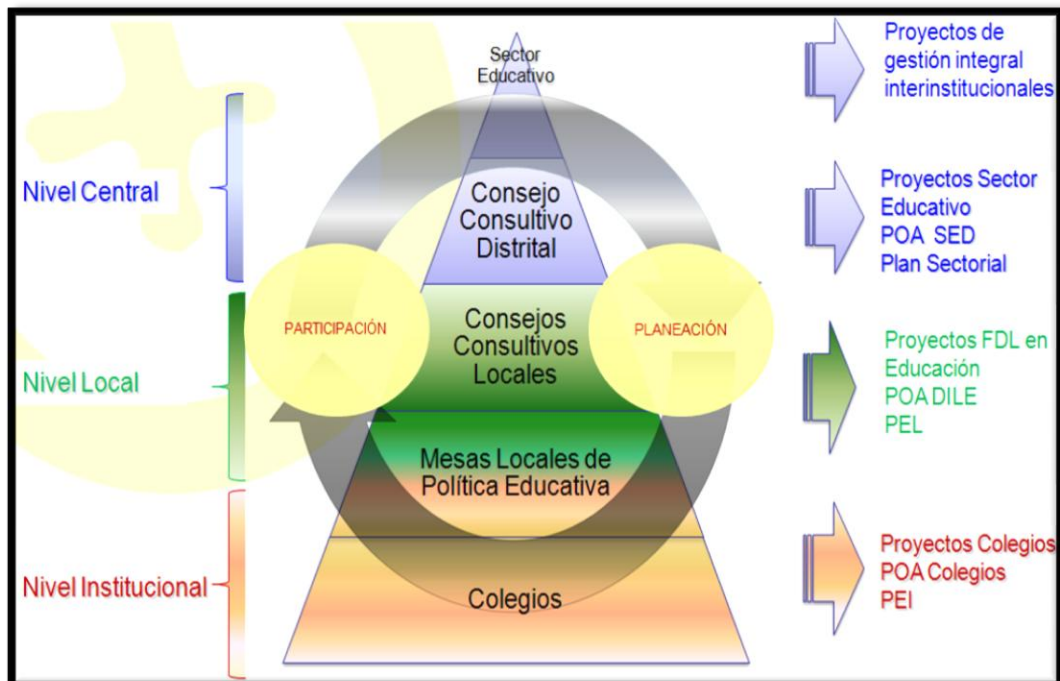 Nivel Central
Nivel Local
Nivel Institucional
Sector
Educativo
Consejo
Consultivo
Distrital
PARTICIPACIÓN
Consejos
Consultivos
Locales
PLANEACIÓN
Mesas Locales de
Política Educativa
Colegios
Proyectos de
gestión integral
interinstitucionales
Proyectos Sector
Educativo
POA SED
Plan Sectorial
Proyectos FDL en
Educación
POA DILE
PEL
Proyectos Colegios
POA Colegios
PEI